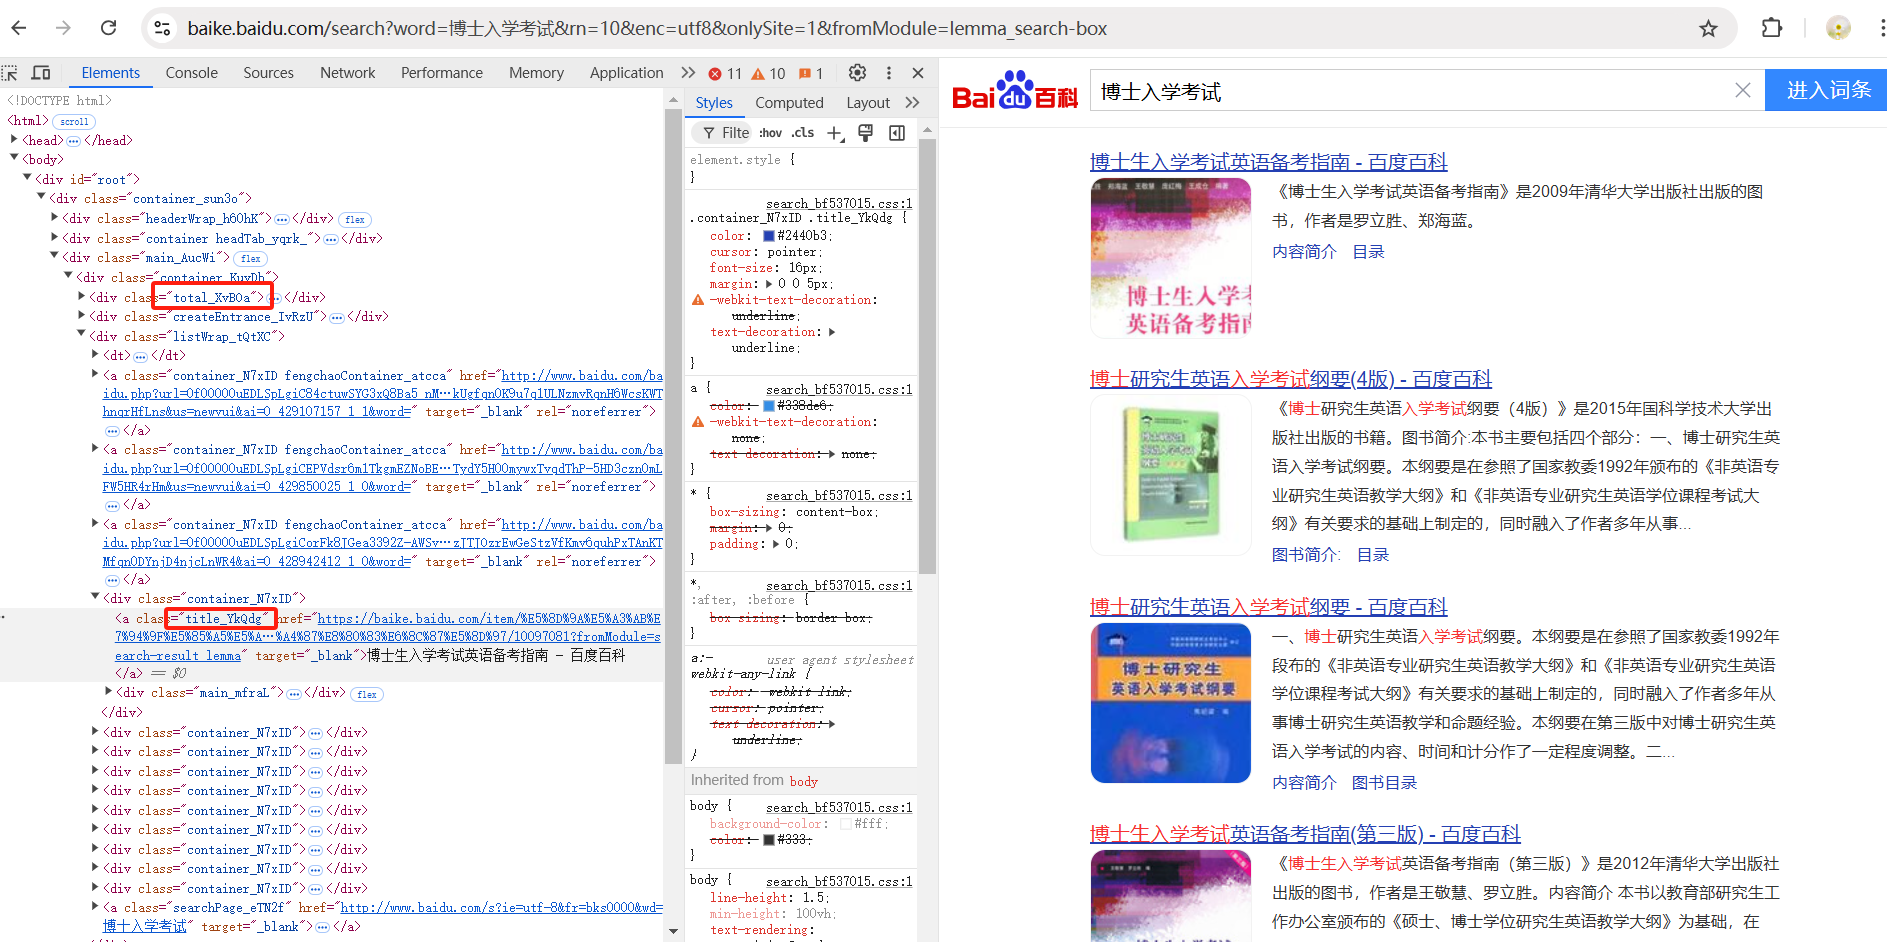 baike.baidu.com/search?word=博士入学考试&rn=10&enc=utf8&onlySite=1&fromModule=lemma_search-box
Elements Console Sources Network Performance Memory Application 11 10 1
<!DOCTYPE html>
<html> scroll
<head> ••• </head>
<body>
<div id="root">
<div class="container_sun3o">
<div class="headerWrap_h6OhK"> ••• </div> flex
<div class="container headTab_yqrk_"> ••• </div>
<div class="main_AucWi"> flex
<div class="container_KuvDb">
<div class="total_XvB0a"> ••• </div>
<div class="createEntrance_IvRzU"> ••• </div>
<div class="listWrap_tQtXC">
<dt> ••• </dt>
<a class="container_N7xID fengchaoContainer_atcca" href="http://www.baidu.com/ba
target="_blank" rel="noreferrer">
••• </a>
<a class="container_N7xID fengchaoContainer_atcca" href="http://www.baidu.com/ba
target="_blank" rel="noreferrer">
••• </a>
<a class="container_N7xID fengchaoContainer_atcca" href="http://www.baidu.com/ba
target="_blank" rel="noreferrer">
••• </a>
<div class="container_N7xID">
<a class="title_YkQdg" href="https://baike.baidu.com/item/%E5%8D%9A%E5%A3%AB%E
7%94%9F%E5%85%A5%E5%A…%A4%87%E8%80%83%E6%8C%87%E5%8D%97/10097081?fromModule=s
earch-result_lemma" target="_blank">博士生入学考试英语备考指南 - 百度百科
</a> == $0
<div class="main_mfraL"> ••• </div> flex
</div>
<div class="container_N7xID"> ••• </div>
<div class="container_N7xID"> ••• </div>
<div class="container_N7xID"> ••• </div>
<div class="container_N7xID"> ••• </div>
<div class="container_N7xID"> ••• </div>
<div class="container_N7xID"> ••• </div>
<div class="container_N7xID"> ••• </div>
<div class="container_N7xID"> ••• </div>
<div class="container_N7xID"> ••• </div>
<a class="searchPage_eTN2f" href="http://www.baidu.com/s?ie=utf-8&fr=bks0000&wd=
博士入学考试" target="_blank"> ••• </a>
Styles Computed Layout
Filte :hov .cls
element.style {
}
search_bf537015.css:1
.container_N7xID .title_YkQdg {
color: #2440b3;
cursor: pointer;
font-size: 16px;
margin: 0 0 5px;
-webkit-text-decoration:
underline;
text-decoration:
underline;
}
a { search_bf537015.css:1
color: #338de6;
-webkit-text-decoration:
none;
text-decoration: none;
}
* { search_bf537015.css:1
box-sizing: content-box;
margin: 0;
padding: 0;
}
*, search_bf537015.css:1
:after, :before {
box-sizing: border-box;
}
a:- user agent stylesheet
webkit-any-link {
color: -webkit-link;
cursor: pointer;
text-decoration:
underline;
}
Inherited from body
body { search_bf537015.css:1
background-color: #fff;
color: #333;
}
body { search_bf537015.css:1
line-height: 1.5;
min-height: 100vh;
text-rendering:
Bai du 百科 博士入学考试 进入词条
博士生入学考试英语备考指南 - 百度百科
《博士生入学考试英语备考指南》是2009年清华大学出版社出版的图
书，作者是罗立胜、郑海蓝。
内容简介 目录
博士生入学考
英语备考指南
博士研究生英语入学考试纲要(4版) - 百度百科
《博士研究生英语入学考试纲要（4版）》是2015年国科学技术大学出
版社出版的书籍。图书简介:本书主要包括四个部分：一、博士研究生英
语入学考试纲要。本纲要是在参照了国家教委1992年颁布的《非英语专
业研究生英语教学大纲》和《非英语专业研究生英语学位课程考试大
纲》有关要求的基础上制定的，同时融入了作者多年从事...
图书简介: 目录
博士研究生英语入学考试纲要 - 百度百科
一、博士研究生英语入学考试纲要。本纲要是在参照了国家教委1992年
段布的《非英语专业研究生英语教学大纲》和《非英语专业研究生英语
学位课程考试大纲》有关要求的基础上制定的，同时融入了作者多年从
事博士研究生英语教学和命题经验。本纲要在第三版中对博士研究生英
语入学考试的内容、时间和计分作了一定程度调整。二...
内容简介 图书目录
博士研究生
英语入学考试纲要
博士生入学考试英语备考指南(第三版) - 百度百科
《博士生入学考试英语备考指南（第三版）》是2012年清华大学出版社
出版的图书，作者是王敬慧、罗立胜。内容简介 本书以教育部研究生工
作办公室颁布的《硕士、博士学位研究生英语教学大纲》为基础，在